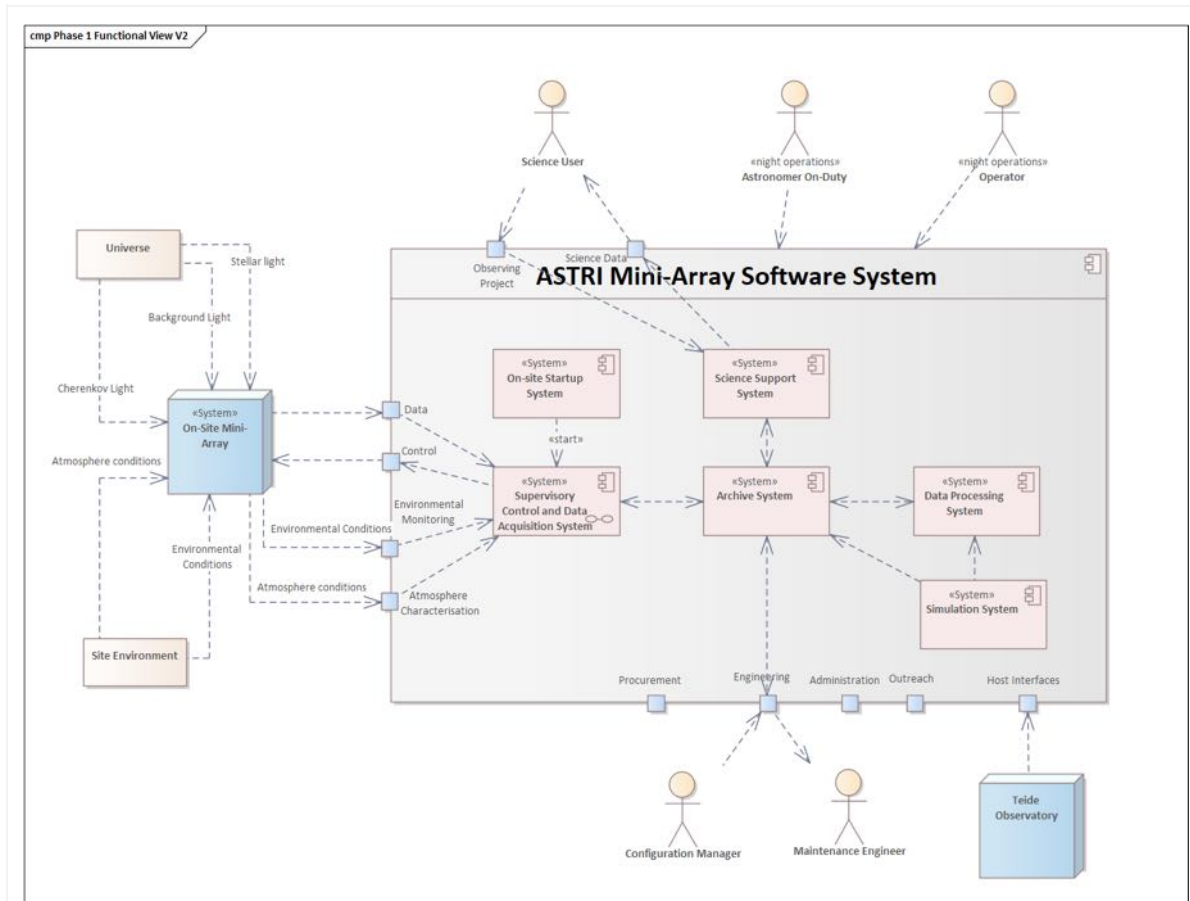 cmp Phase 1 Functional View V2
Science User
«night operations»
Astronomer On-Duty
«night operations»
Operator
Universe
Stellar light
Background Light
Cherenkov Light
Observing
Project
Science Data
ASTRI Mini-Array Software System
«System»
On-site Startup
System
«System»
Science Support
System
«start»
«System»
On-Site Mini-
Array
Data
Control
Atmosphere conditions
Environmental
Monitoring
«System»
Supervisory
Control and Data
Acquisition System
«System»
Archive System
«System»
Data Processing
System
Environmental Conditions
Environmental
Conditions
Atmosphere conditions
Atmosphere
Characterisation
«System»
Simulation System
Site Environment
Procurement
Engineering
Administration
Outreach
Host Interfaces
Configuration Manager
Maintenance Engineer
Teide
Observatory